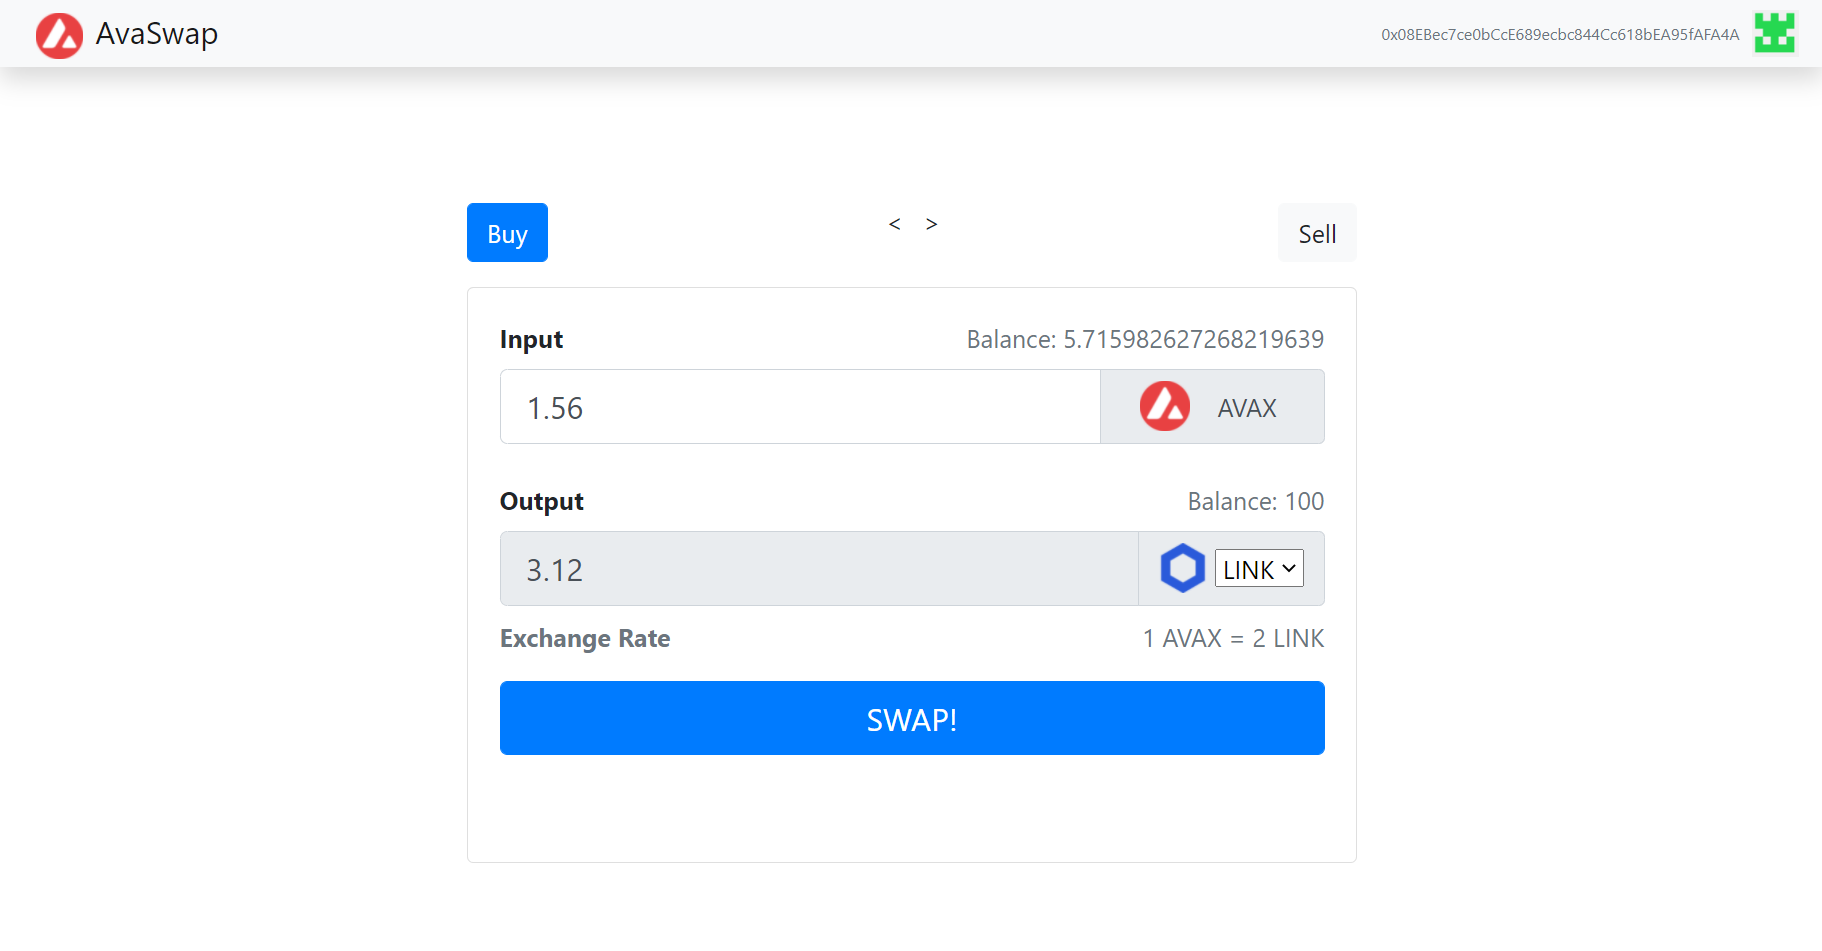 AvaSwap
0x08EBec7ce0bCcE689ecbc844Cc618bEA95fAFA4A
Buy < > Sell
Input Balance: 5.715982627268219639
1.56 AVAX
Output Balance: 100
3.12 LINK
Exchange Rate 1 AVAX = 2 LINK
SWAP!